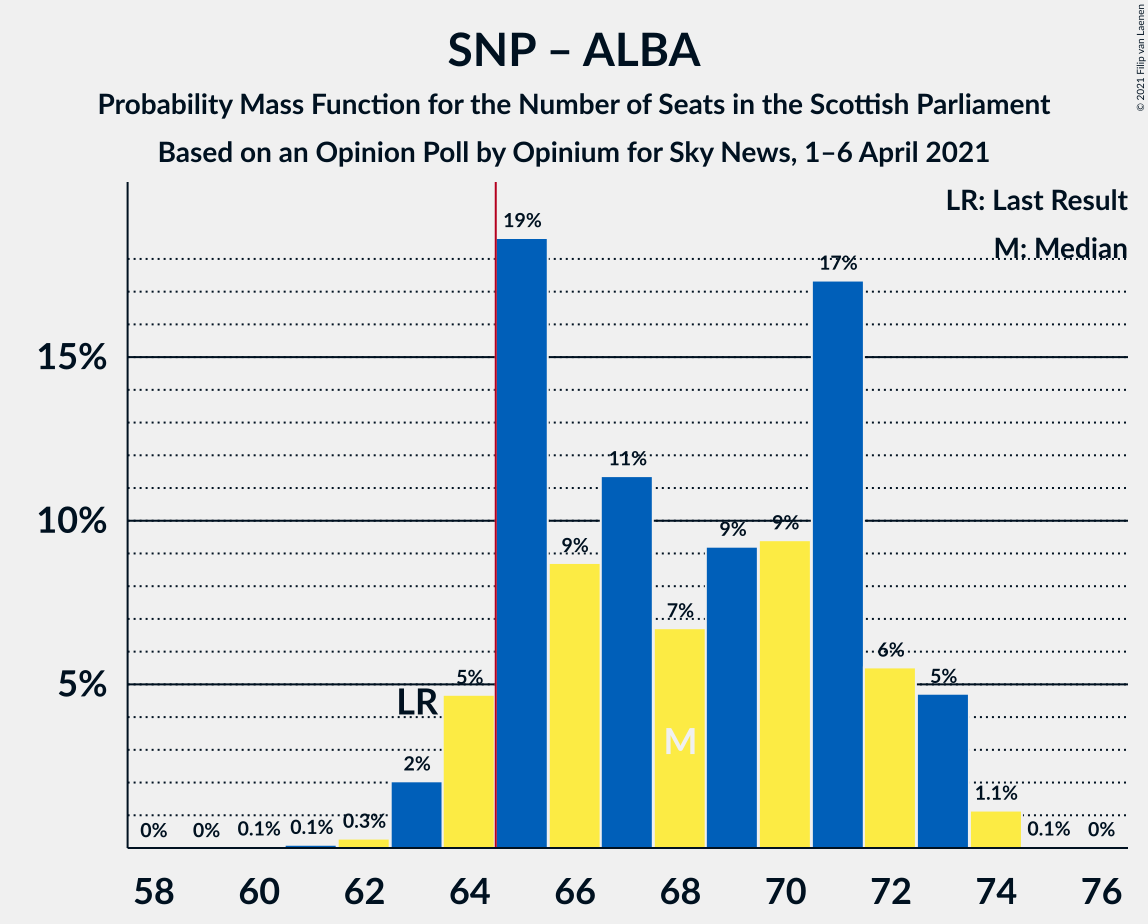 SNP – ALBA
Probability Mass Function for the Number of Seats in the Scottish Parliament
Based on an Opinion Poll by Opinium for Sky News, 1–6 April 2021
© 2021 Filip van Laenen
LR: Last Result
M: Median
15%
10%
5%
0%
0%
0.1%
0.1%
0.3%
2%
LR
5%
19%
9%
11%
7%
M
9%
9%
17%
6%
5%
1.1%
0.1%
0%
58 60 62 64 66 68 70 72 74 76